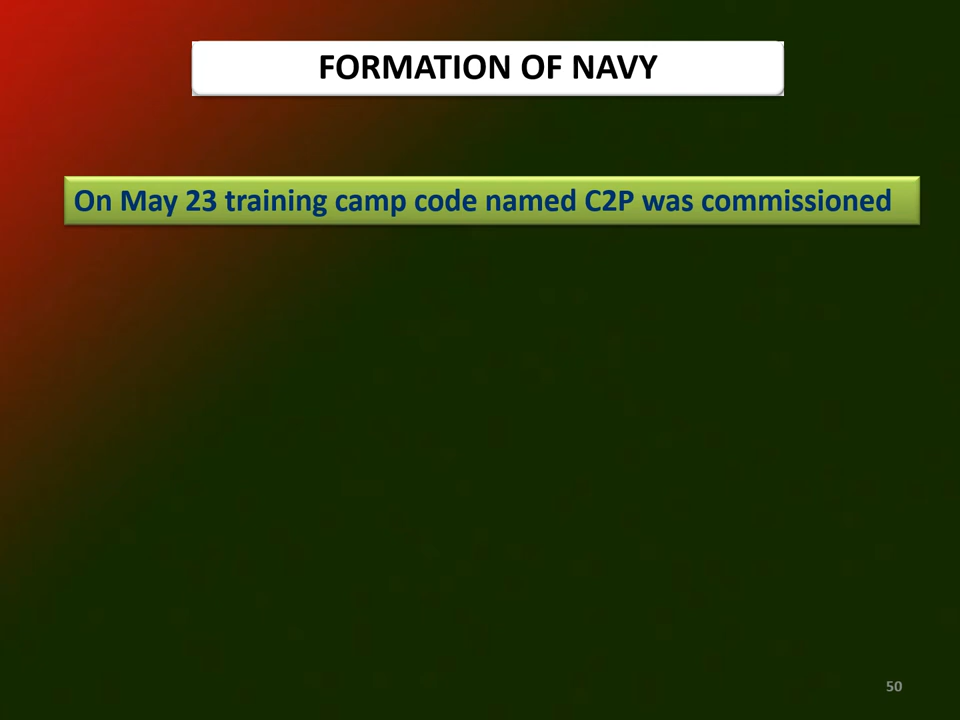 FORMATION OF NAVY
On May 23 training camp code named C2P was commissioned
50